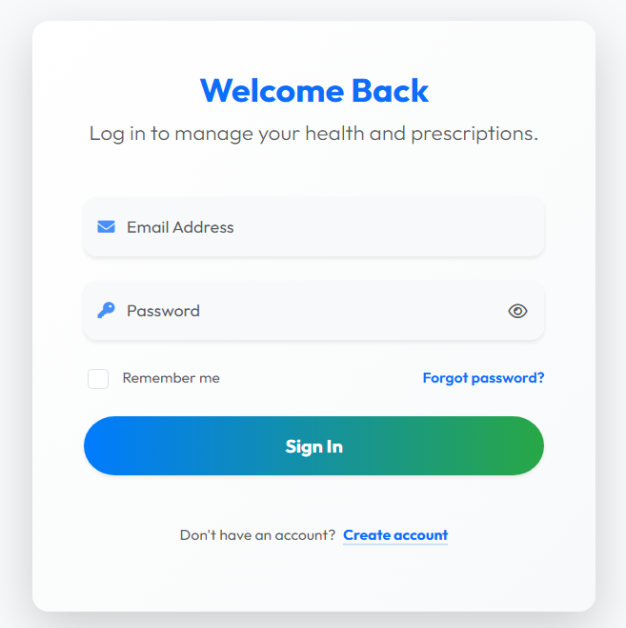 Welcome Back
Log in to manage your health and prescriptions.
Email Address
Password
Remember me
Forgot password?
Sign In
Don't have an account? Create account